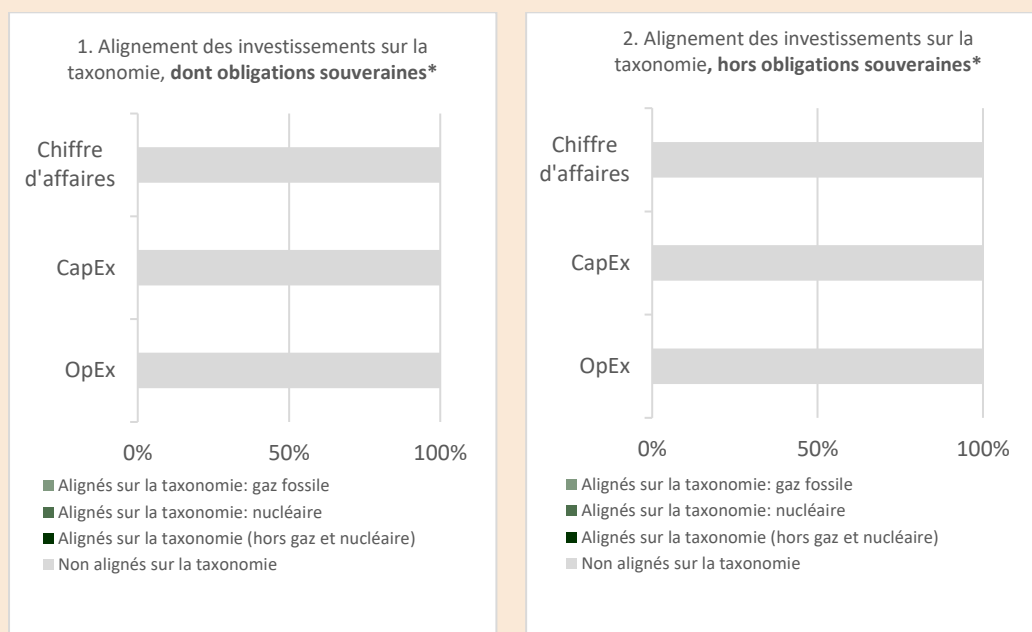 1. Alignement des investissements sur la
taxonomie, dont obligations souveraines*
Chiffre
d'affaires
CapEx
OpEx
0% 50% 100%
Alignés sur la taxonomie: gaz fossile
Alignés sur la taxonomie: nucléaire
Alignés sur la taxonomie (hors gaz et nucléaire)
Non alignés sur la taxonomie
2. Alignement des investissements sur la
taxonomie, hors obligations souveraines*
Chiffre
d'affaires
CapEx
OpEx
0% 50% 100%
Alignés sur la taxonomie: gaz fossile
Alignés sur la taxonomie: nucléaire
Alignés sur la taxonomie (hors gaz et nucléaire)
Non alignés sur la taxonomie